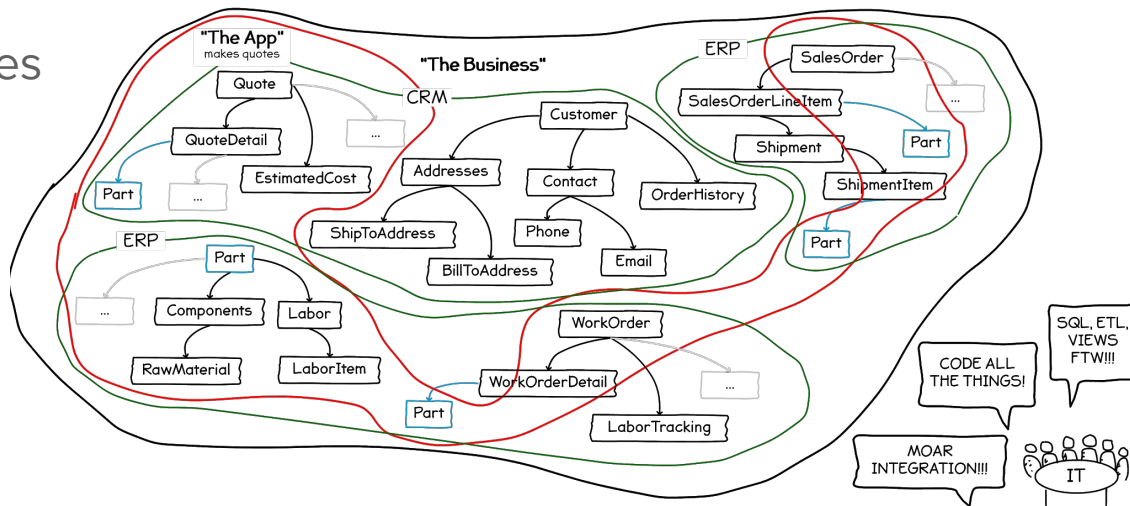 es
"The App"
makes quotes
"The Business"
ERP
SalesOrder
Quote
CRM
...
SalesOrderLineItem
...
Customer
QuoteDetail
Part
Shipment
Addresses
EstimatedCost
Contact
ShipmentItem
Part
...
OrderHistory
ShipToAddress
Phone
ERP
Part
Part
Email
BillToAddress
...
Components
Labor
WorkOrder
SQL, ETL,
VIEWS
FTW!!!
RawMaterial
LaborItem
CODE ALL
THE THINGS!
WorkOrderDetail
...
Part
LaborTracking
MOAR
INTEGRATION!!!
IT